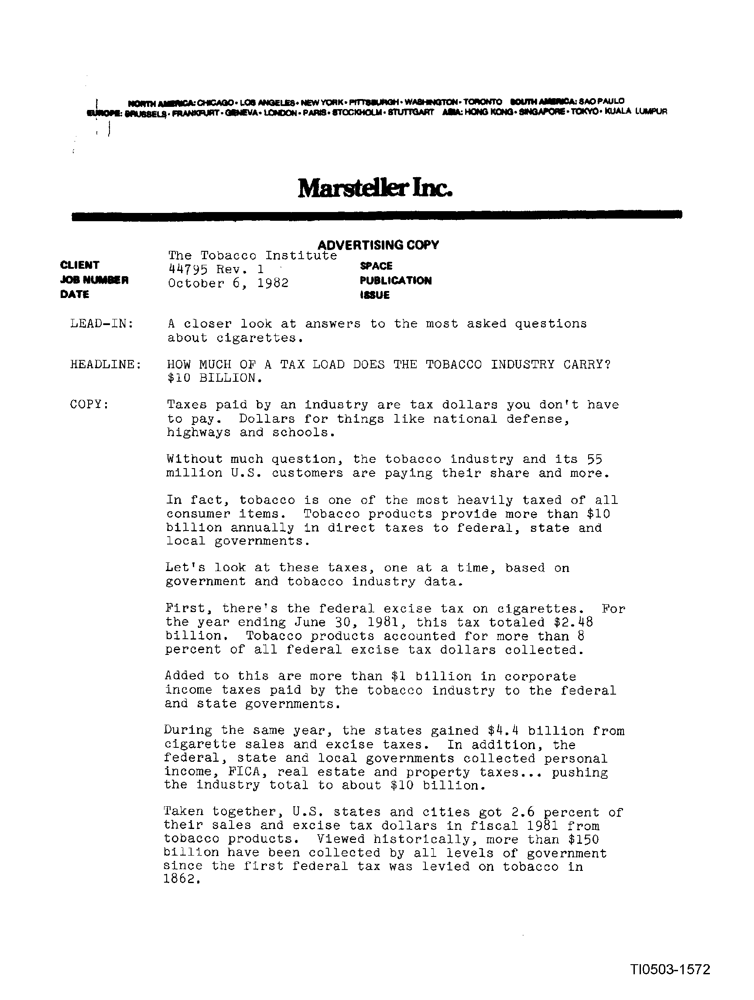 NORTH AMERICA: CHICAGO • LOS ANGELES • NEW YORK • PITTSBURGH • WASHINGTON • TORONTO SOUTH AMERICA: SAO PAULO
EUROPE: BRUSSELS • FRANKFURT • GENEVA • LONDON • PARIS • STOCKHOLM • STUTTGART ASIA: HONG KONG • SINGAPORE • TOKYO • KUALA LUMPUR
Marsteller Inc.
ADVERTISING COPY
CLIENT The Tobacco Institute SPACE
JOB NUMBER 44795 Rev. 1 PUBLICATION
DATE October 6, 1982 ISSUE
LEAD-IN: A closer look at answers to the most asked questions
about cigarettes.
HEADLINE: HOW MUCH OF A TAX LOAD DOES THE TOBACCO INDUSTRY CARRY?
$10 BILLION.
COPY: Taxes paid by an industry are tax dollars you don't have
to pay. Dollars for things like national defense,
highways and schools.
Without much question, the tobacco industry and its 55
million U.S. customers are paying their share and more.
In fact, tobacco is one of the most heavily taxed of all
consumer items. Tobacco products provide more than $10
billion annually in direct taxes to federal, state and
local governments.
Let's look at these taxes, one at a time, based on
government and tobacco industry data.
First, there's the federal excise tax on cigarettes. For
the year ending June 30, 1981, this tax totaled $2.48
billion. Tobacco products accounted for more than 8
percent of all federal excise tax dollars collected.
Added to this are more than $1 billion in corporate
income taxes paid by the tobacco industry to the federal
and state governments.
During the same year, the states gained $4.4 billion from
cigarette sales and excise taxes. In addition, the
federal, state and local governments collected personal
income, FICA, real estate and property taxes... pushing
the industry total to about $10 billion.
Taken together, U.S. states and cities got 2.6 percent of
their sales and excise tax dollars in fiscal 1981 from
tobacco products. Viewed historically, more than $150
billion have been collected by all levels of government
since the first federal tax was levied on tobacco in
1862.
TI0503-1572